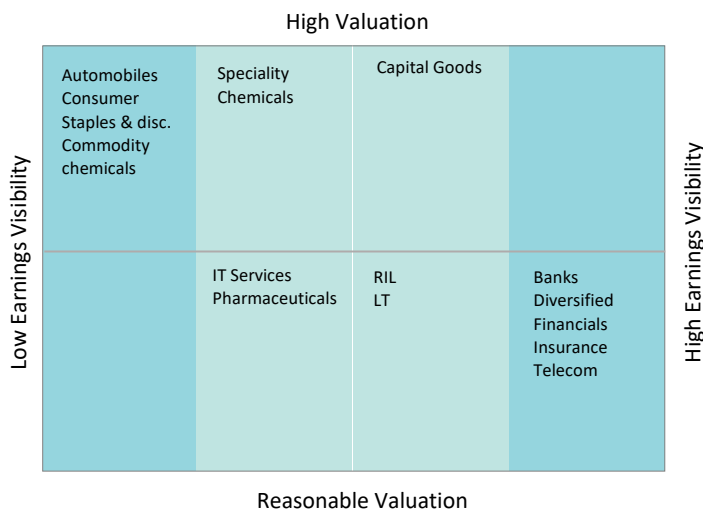 High Valuation
Low Earnings Visibility
High Earnings Visibility
Automobiles
Consumer
Staples & disc.
Commodity
chemicals
Speciality
Chemicals
Capital Goods
IT Services
Pharmaceuticals
RIL
LT
Banks
Diversified
Financials
Insurance
Telecom
Reasonable Valuation